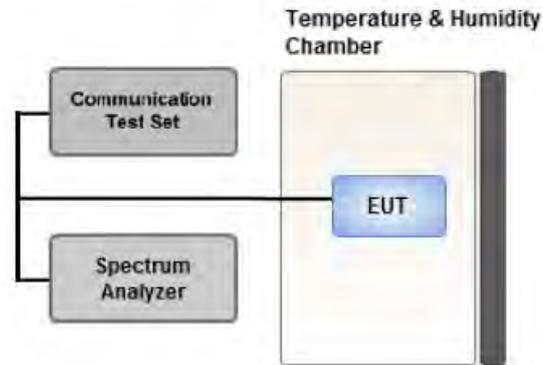 Temperature & Humidity
Chamber
Communication
Test Set
EUT
Spectrum
Analyzer